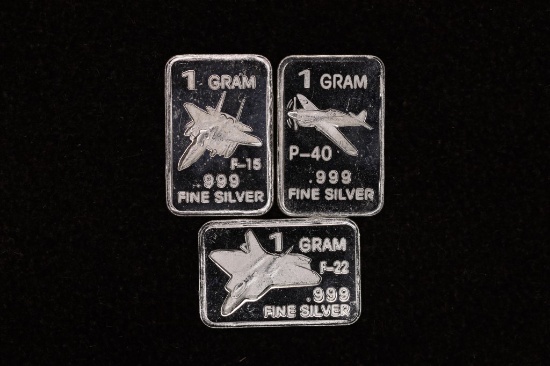 1 GRAM
F-15
.999
FINE SILVER
1 GRAM
P-40
.999
FINE SILVER
1 GRAM
F-22
.999
FINE SILVER